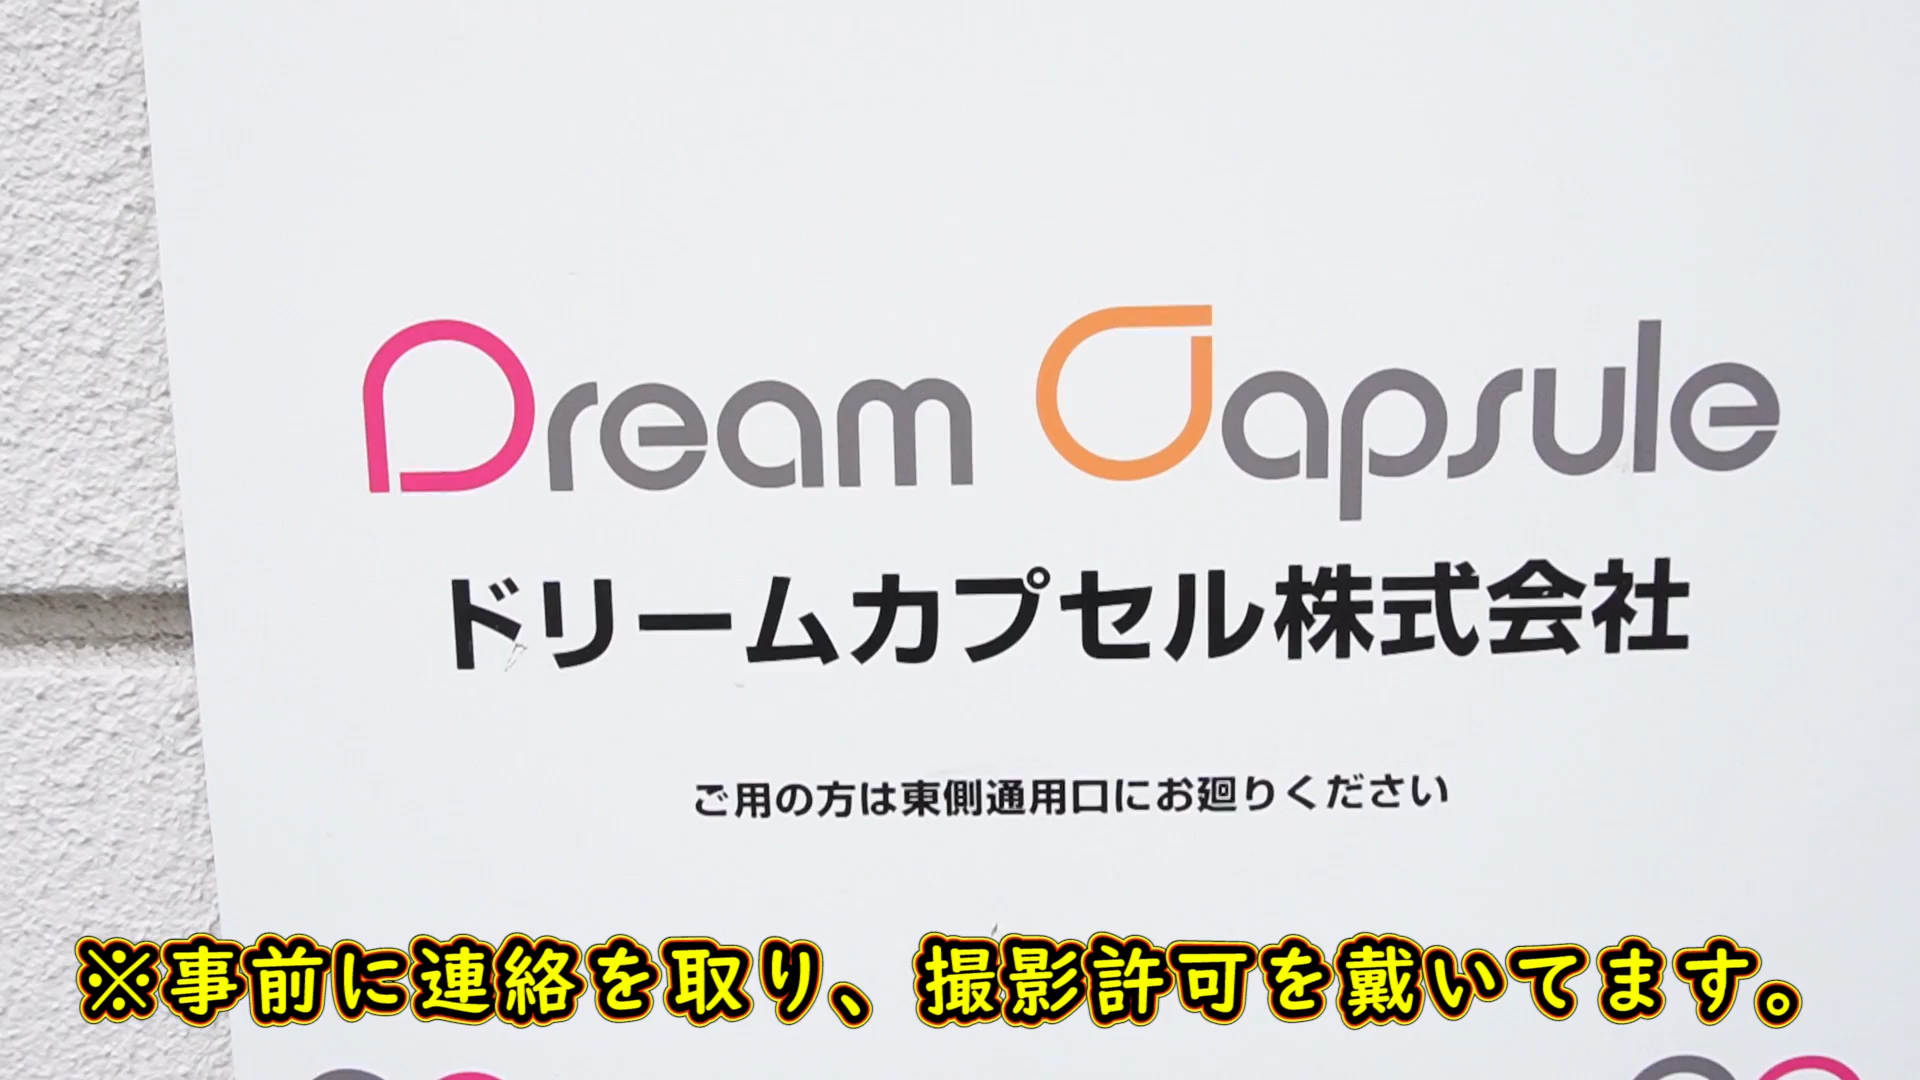 Dream Capsule
ドリームカプセル株式会社
ご用の方は東側通用口にお廻りください
※事前に連絡を取り、撮影許可を戴いてます。